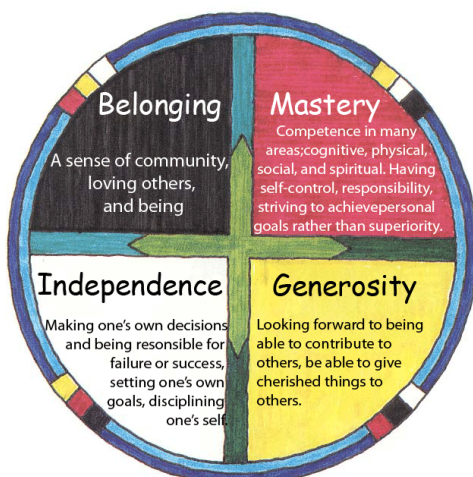 Belonging
A sense of community,
loving others,
and being
Mastery
Competence in many
areas;cognitive, physical,
social, and spiritual. Having
self-control, responsibility,
striving to achievepersonal
goals rather than superiority.
Independence
Making one's own decisions
and being resonsible for
failure or success,
setting one's own
goals, disciplining
one's self.
Generosity
Looking forward to being
able to contribute to
others, be able to give
cherished things to
others.